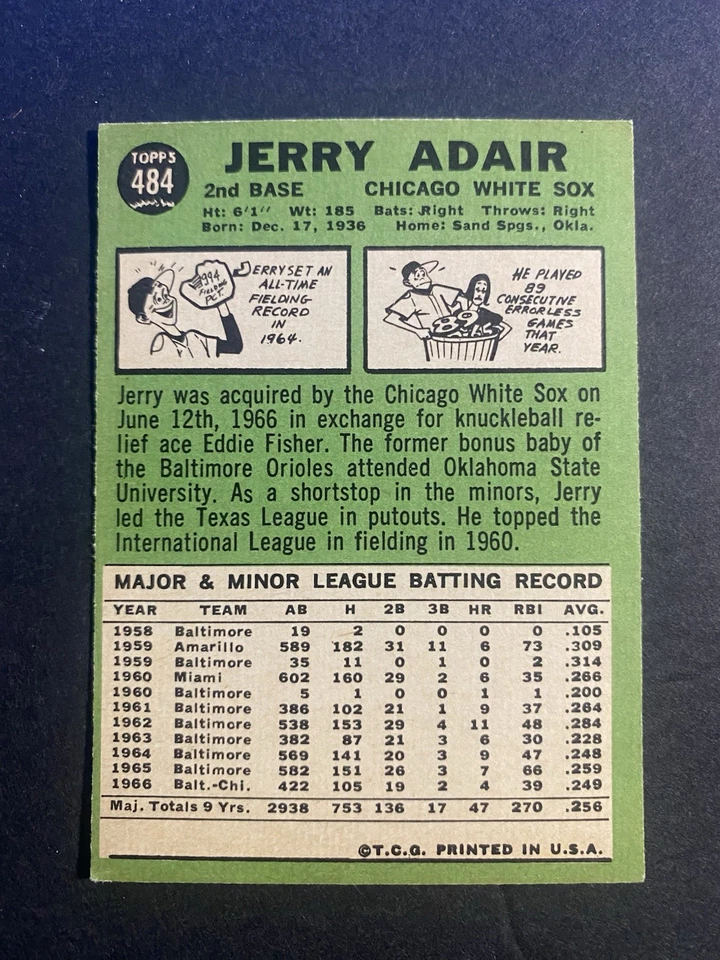 TOPPS
484
JERRY ADAIR
2nd BASE CHICAGO WHITE SOX
Ht: 6'1" Wt: 185 Bats: Right Throws: Right
Born: Dec. 17, 1936 Home: Sand Spgs., Okla.
.994
FIELDING
PCT.
JERRY SET AN
ALL-TIME
FIELDING
RECORD
IN
1964.
HE PLAYED
89
CONSECUTIVE
ERRORLESS
GAMES
THAT
YEAR.
Jerry was acquired by the Chicago White Sox on
June 12th, 1966 in exchange for knuckleball re-
lief ace Eddie Fisher. The former bonus baby of
the Baltimore Orioles attended Oklahoma State
University. As a shortstop in the minors, Jerry
led the Texas League in putouts. He topped the
International League in fielding in 1960.
MAJOR & MINOR LEAGUE BATTING RECORD
YEAR TEAM AB H 2B 3B HR RBI AVG.
1958 Baltimore 19 2 0 0 0 0 .105
1959 Amarillo 589 182 31 11 6 73 .309
1959 Baltimore 35 11 0 1 0 2 .314
1960 Miami 602 160 29 2 6 35 .266
1960 Baltimore 5 1 0 0 1 1 .200
1961 Baltimore 386 102 21 1 9 37 .264
1962 Baltimore 538 153 29 4 11 48 .284
1963 Baltimore 382 87 21 3 6 30 .228
1964 Baltimore 569 141 20 3 9 47 .248
1965 Baltimore 582 151 26 3 7 66 .259
1966 Balt.-Chi. 422 105 19 2 4 39 .249
Maj. Totals 9 Yrs. 2938 753 136 17 47 270 .256
©T.C.G. PRINTED IN U.S.A.